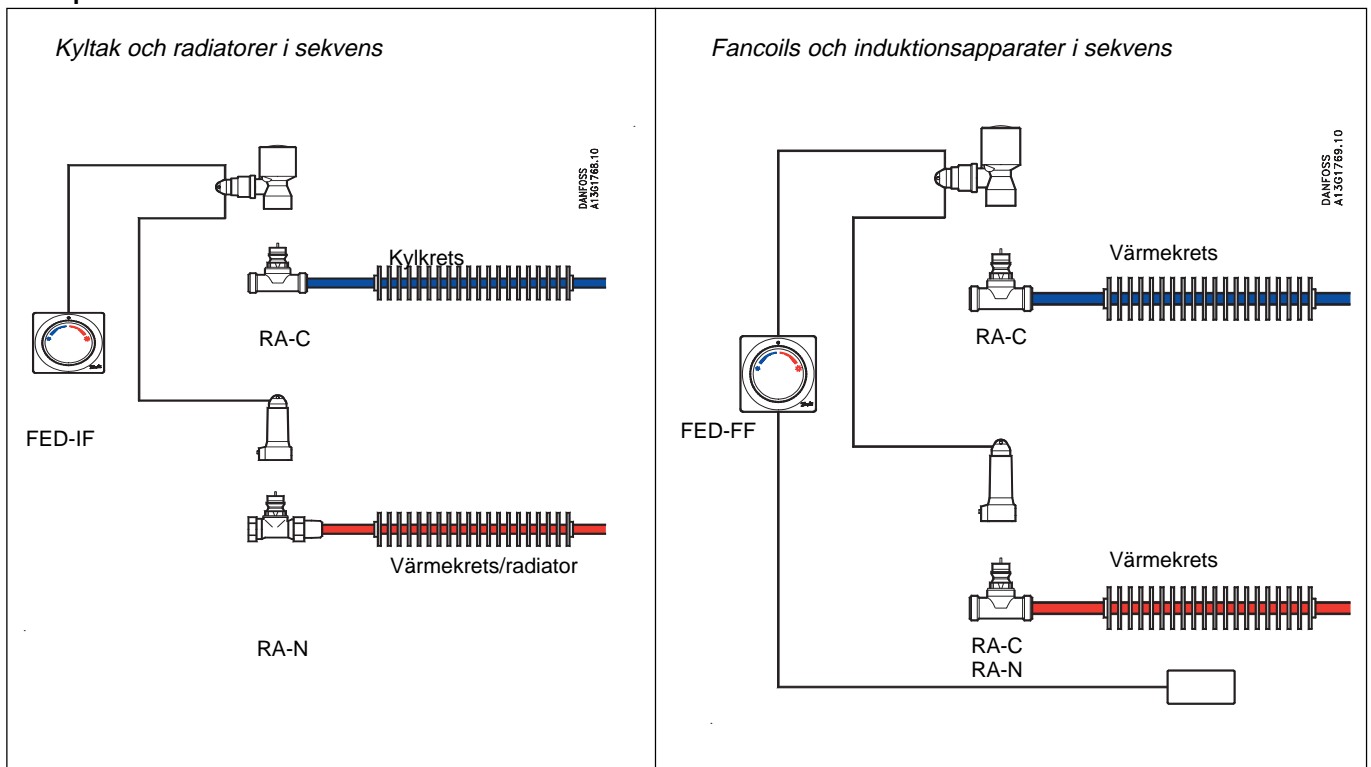 Kyltak och radiatorer i sekvens
DANFOSS
A13G1768.10
Kylkrets
RA-C
FED-IF
Värmekrets/radiator
RA-N
Fancoils och induktionsapparater i sekvens
DANFOSS
A13G1769.10
Värmekrets
RA-C
FED-FF
Värmekrets
RA-C
RA-N